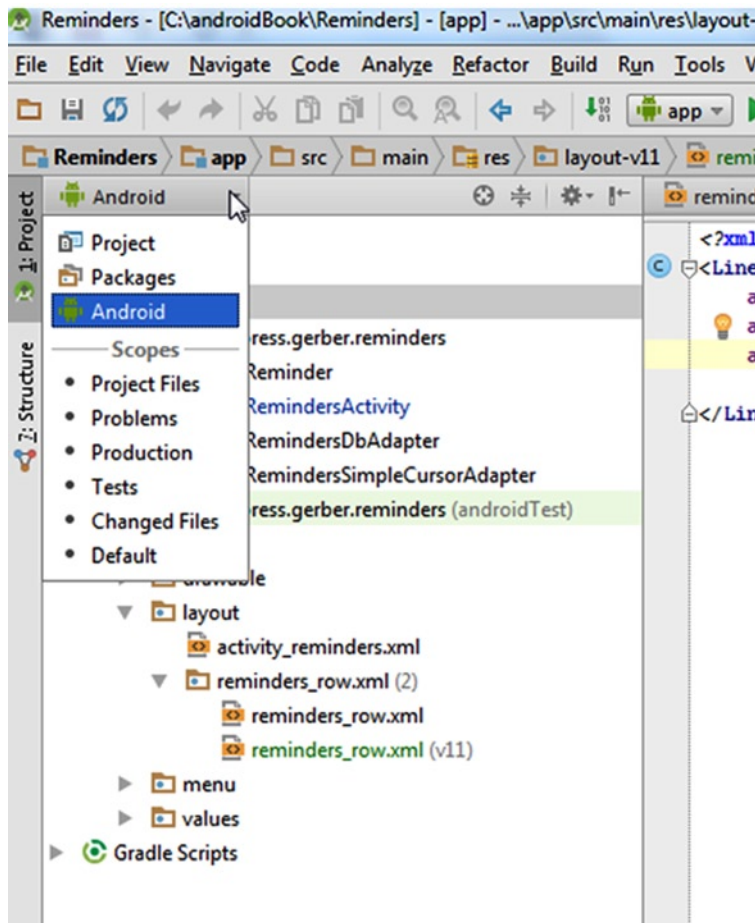 Reminders - [C:\androidBook\Reminders] - [app] - ...\app\src\main\res\layout-
File Edit View Navigate Code Analyze Refactor Build Run Tools V
app
Reminders app src main res layout-v11 remi
1: Project
7: Structure
Android
Project
Packages
Android
Scopes
Project Files
Problems
Production
Tests
Changed Files
Default
ress.gerber.reminders
Reminder
RemindersActivity
RemindersDbAdapter
RemindersSimpleCursorAdapter
ress.gerber.reminders (androidTest)
drawable
layout
activity_reminders.xml
reminders_row.xml (2)
reminders_row.xml
reminders_row.xml (v11)
menu
values
Gradle Scripts
remind
<?xml
<Line
a
a
a
</Lin